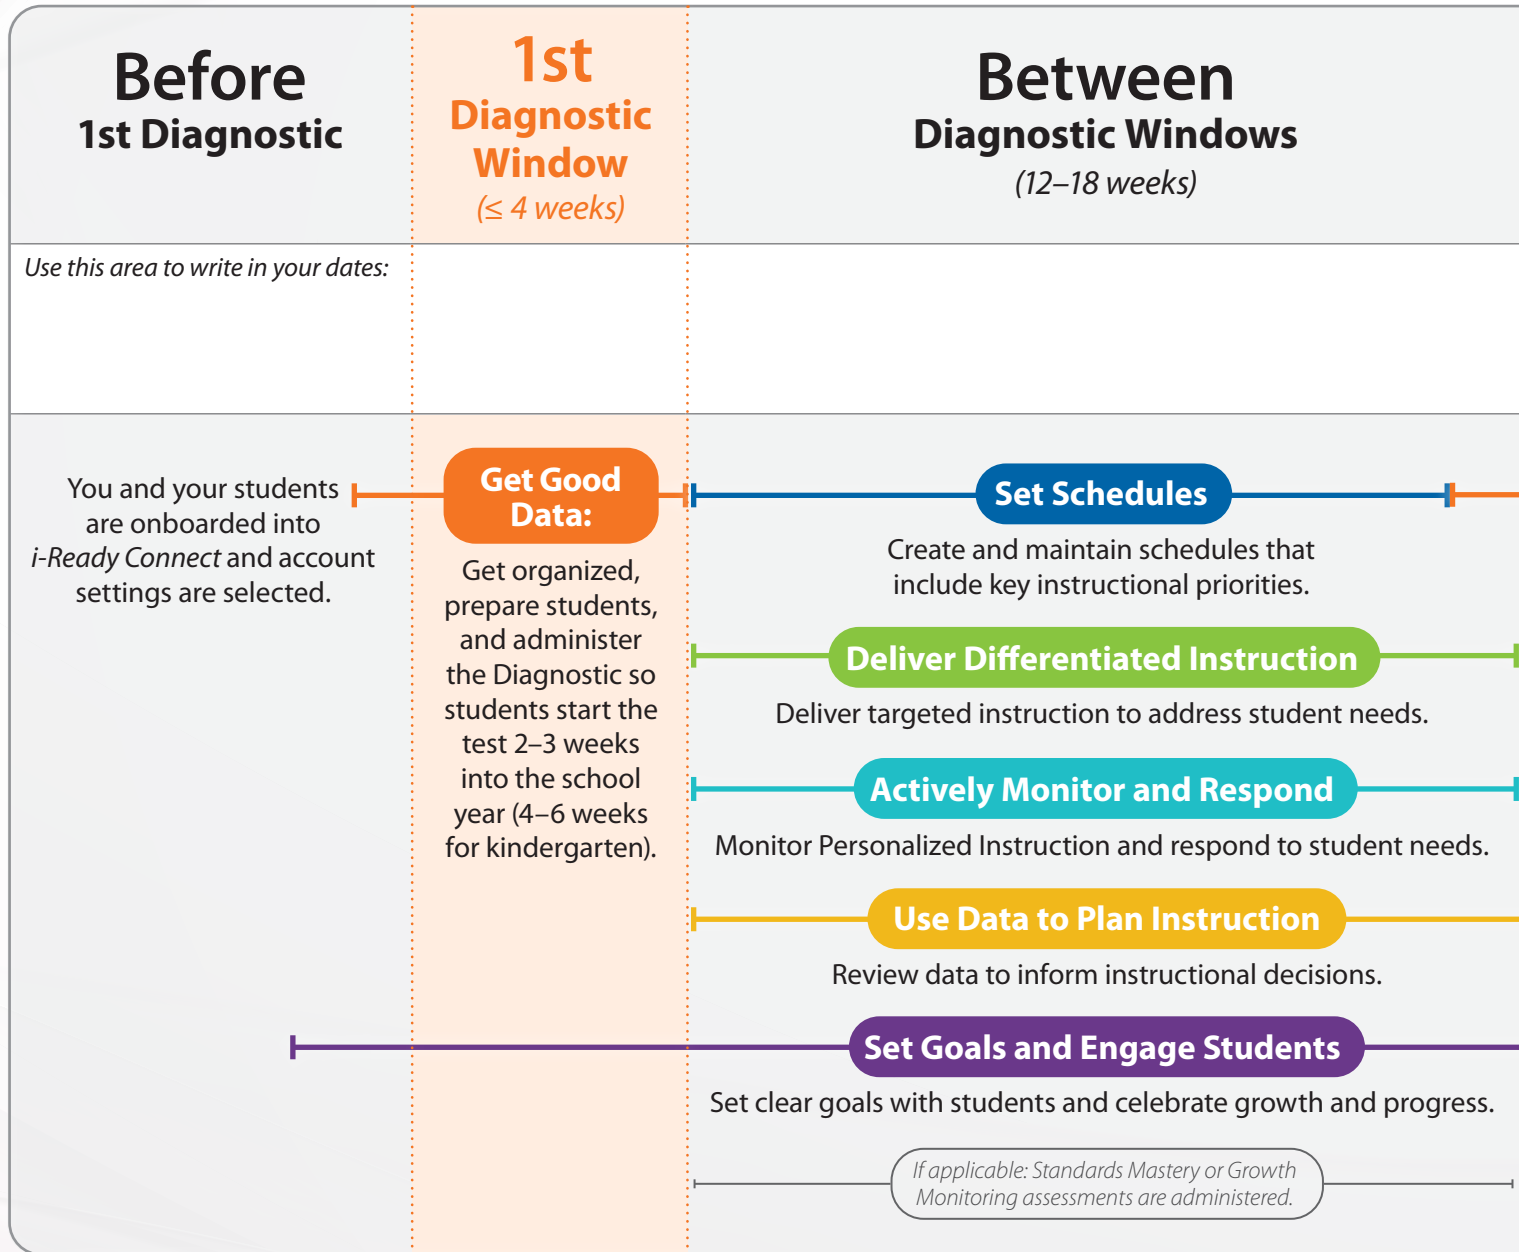 Before
1st Diagnostic
1st
Diagnostic
Window
(≤ 4 weeks)
Between
Diagnostic Windows
(12–18 weeks)
Use this area to write in your dates:
You and your students
are onboarded into
i-Ready Connect and account
settings are selected.
Get Good
Data:
Get organized,
prepare students,
and administer
the Diagnostic so
students start the
test 2–3 weeks
into the school
year (4–6 weeks
for kindergarten).
Set Schedules
Create and maintain schedules that
include key instructional priorities.
Deliver Differentiated Instruction
Deliver targeted instruction to address student needs.
Actively Monitor and Respond
Monitor Personalized Instruction and respond to student needs.
Use Data to Plan Instruction
Review data to inform instructional decisions.
Set Goals and Engage Students
Set clear goals with students and celebrate growth and progress.
If applicable: Standards Mastery or Growth
Monitoring assessments are administered.